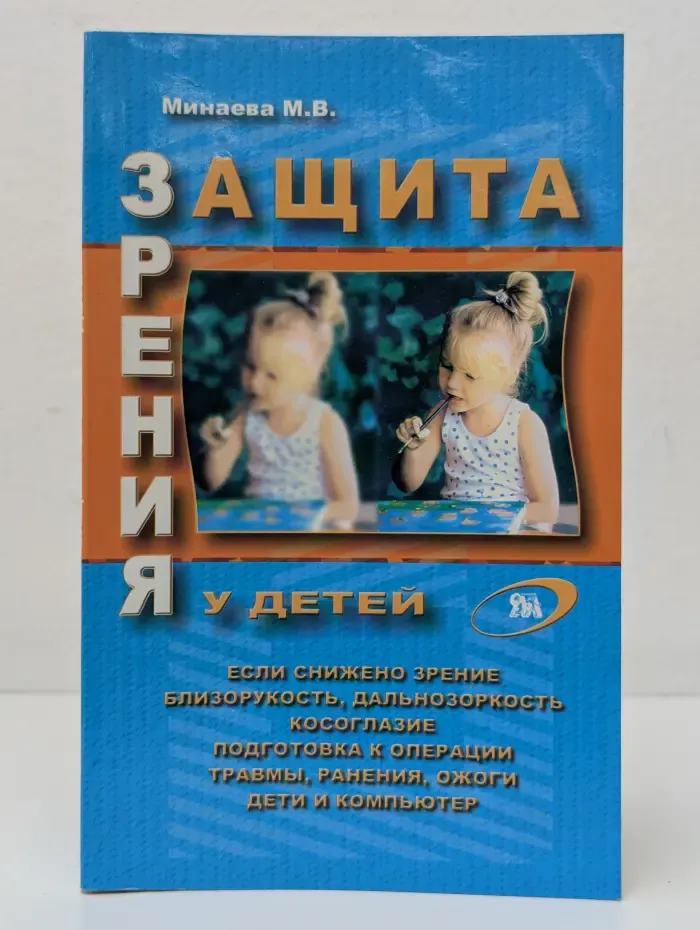 Минаева М.В.
ЗАЩИТА
ЗРЕНИЯ
У ДЕТЕЙ
ЕСЛИ СНИЖЕНО ЗРЕНИЕ
БЛИЗОРУКОСТЬ, ДАЛЬНОЗОРКОСТЬ
КОСОГЛАЗИЕ
ПОДГОТОВКА К ОПЕРАЦИИ
ТРАВМЫ, РАНЕНИЯ, ОЖОГИ
ДЕТИ И КОМПЬЮТЕР